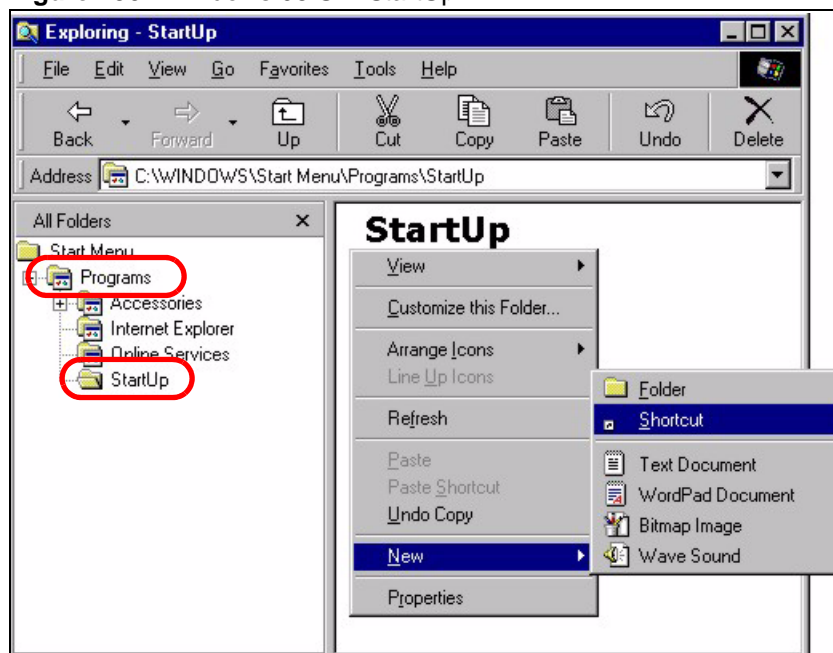 Exploring - StartUp
File Edit View Go Favorites Tools Help
Back Forward Up Cut Copy Paste Undo Delete
Address C:\WINDOWS\Start Menu\Programs\StartUp
All Folders
Start Menu
Programs
Accessories
Internet Explorer
Online Services
StartUp
StartUp
View
Customize this Folder...
Arrange Icons
Line Up Icons
Refresh
Paste
Paste Shortcut
Undo Copy
New
Properties
Folder
Shortcut
Text Document
WordPad Document
Bitmap Image
Wave Sound